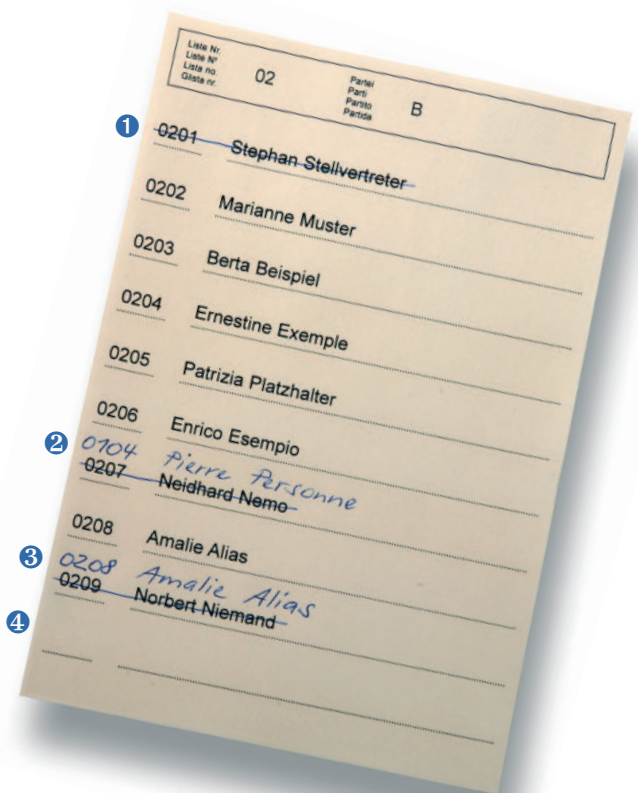 Liste Nr.
Liste N°
Lista no.
Glista nr.
02
Partei
Parti
Partito
Partida
B
1
0201 Stephan Stellvertreter
0202 Marianne Muster
0203 Berta Beispiel
0204 Ernestine Exemple
0205 Patrizia Platzhalter
0206 Enrico Esempio
2
0104 Pierre Personne
0207 Neidhard Nemo
0208 Amalie Alias
3
0208 Amalie Alias
0209 Norbert Niemand
4